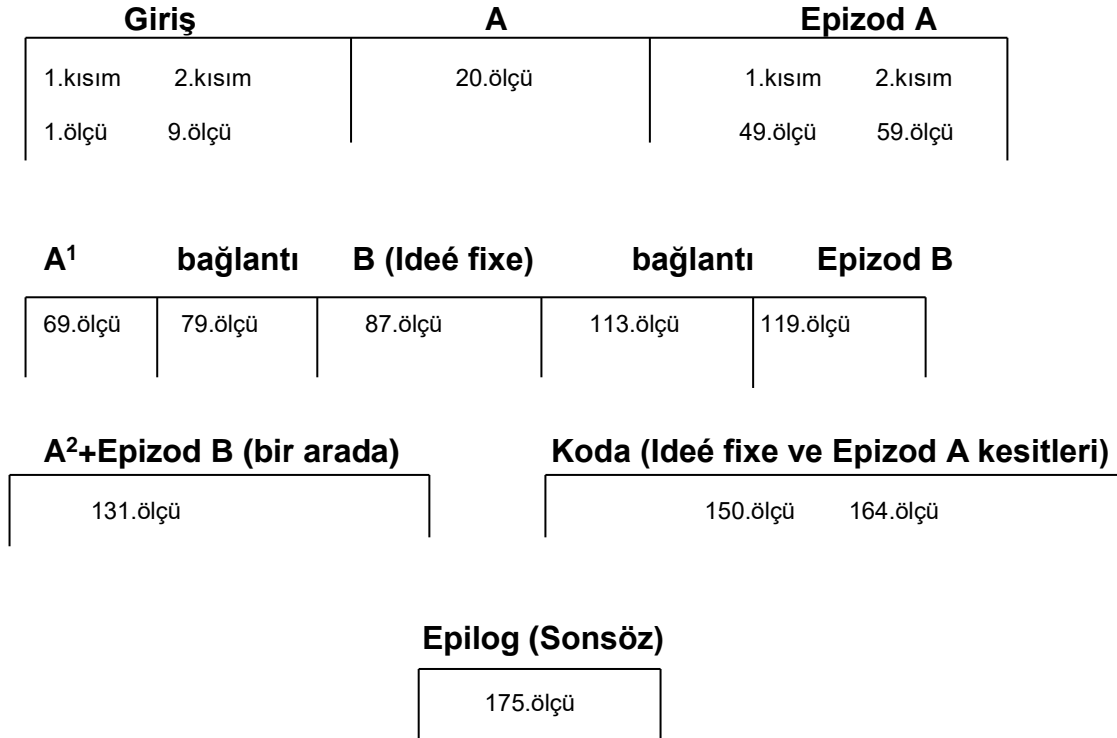 Giriş A Epizod A
1.kısım 2.kısım 20.ölçü 1.kısım 2.kısım
1.ölçü 9.ölçü 49.ölçü 59.ölçü
A¹ bağlantı B (Ideé fixe) bağlantı Epizod B
69.ölçü 79.ölçü 87.ölçü 113.ölçü 119.ölçü
A²+Epizod B (bir arada) Koda (Ideé fixe ve Epizod A kesitleri)
131.ölçü 150.ölçü 164.ölçü
Epilog (Sonsöz)
175.ölçü